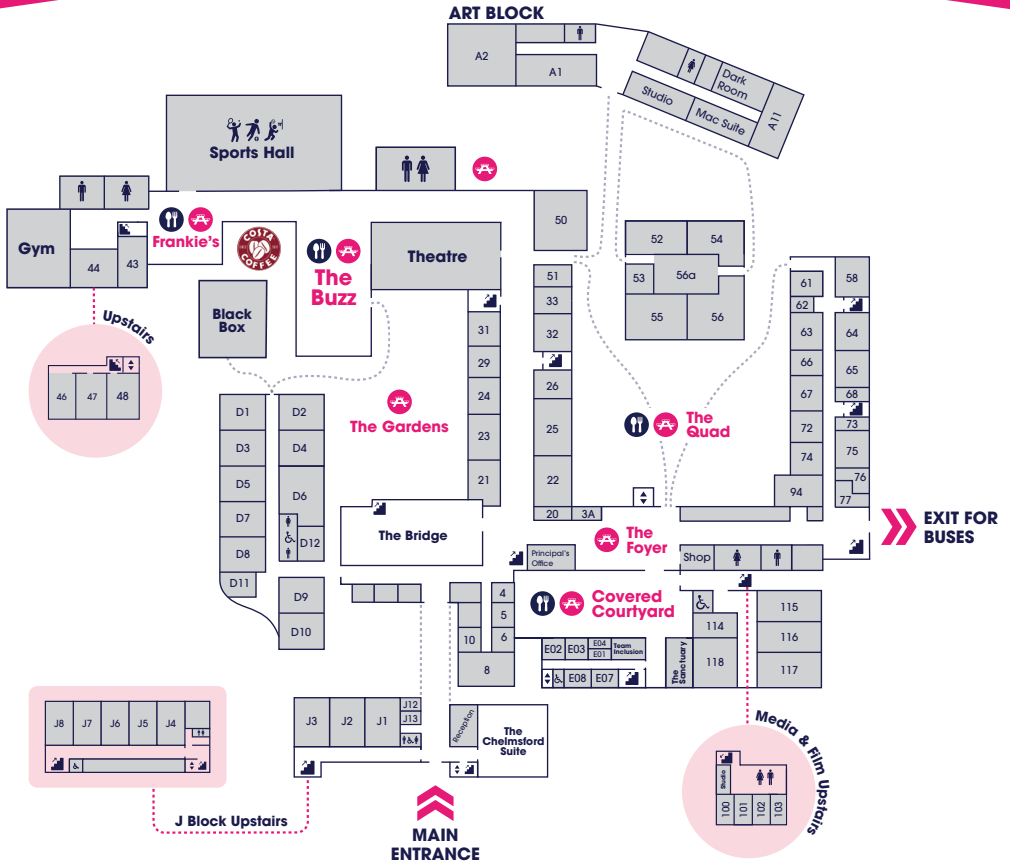 ART BLOCK
A2
A1
Dark
Room
Studio
Mac Suite
A11
Sports Hall
Gym
44
43
Frankie's
COSTA
COFFEE
The
Buzz
Theatre
50
52
54
53
56a
55
56
51
33
32
26
25
22
20
3A
61
62
63
66
67
72
74
94
58
64
65
68
73
75
76
77
Upstairs
46
47
48
Black
Box
31
29
24
23
21
The Gardens
The
Quad
D1
D2
D3
D4
D5
D6
D7
D8
D12
D11
D9
D10
The Bridge
The
Foyer
Principal's
Office
Shop
EXIT FOR
BUSES
Covered
Courtyard
4
5
6
10
8
E02
E03
E04
E01
Team
Inclusion
E08
E07
The Sanctuary
114
118
115
116
117
J8
J7
J6
J5
J4
J Block Upstairs
J3
J2
J1
J12
J13
Reception
The
Chelmsford
Suite
MAIN
ENTRANCE
Media & Film Upstairs
Studio
100
101
102
103